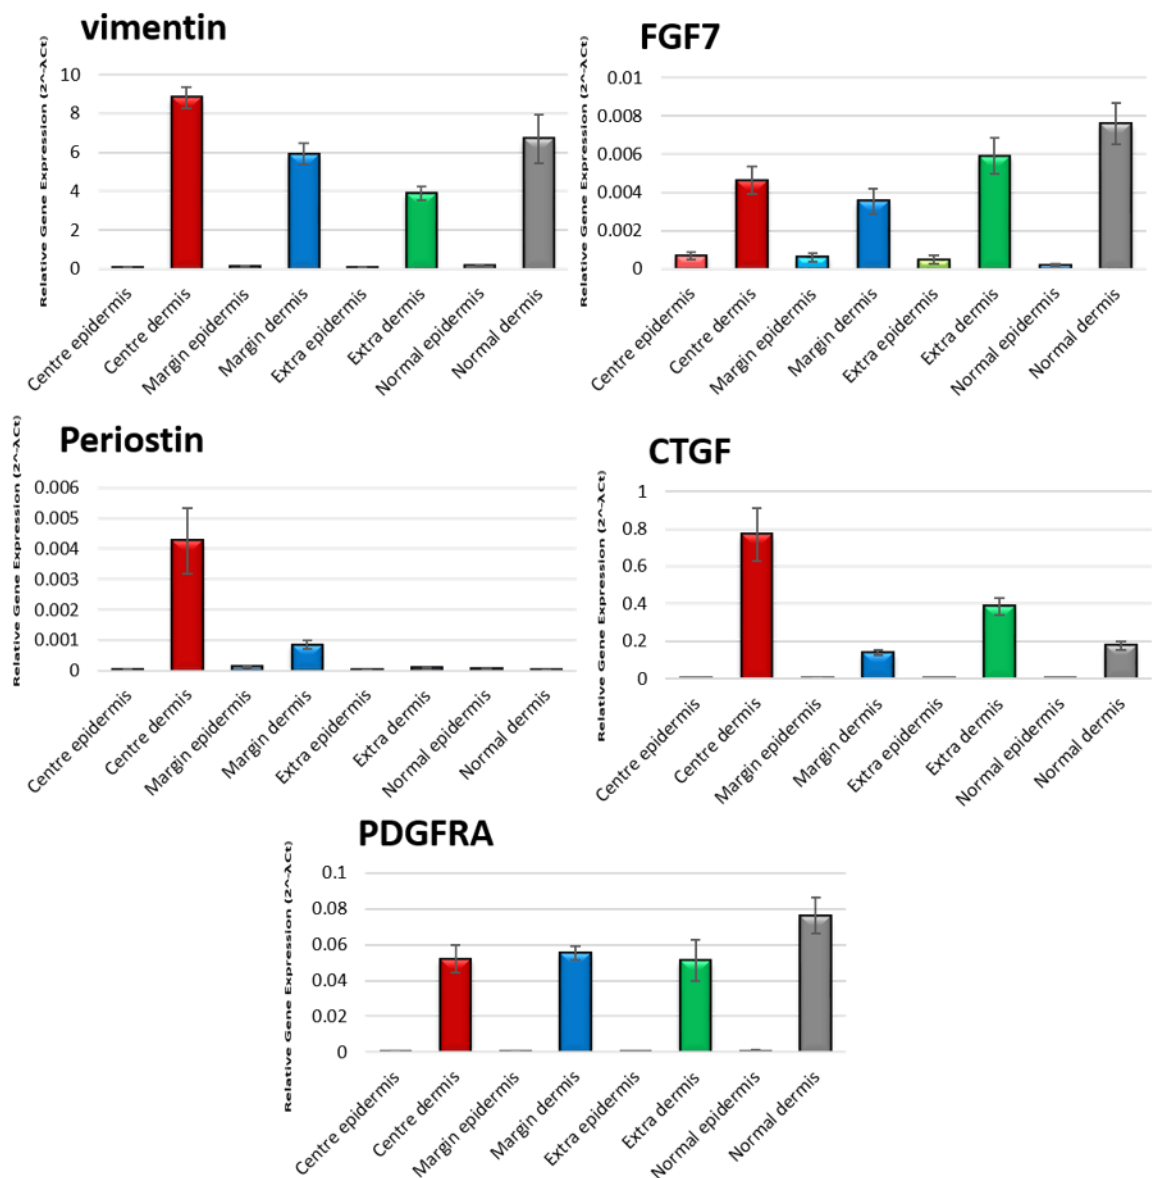 vimentin
Relative Gene Expression (2^-λCt)
10
8
6
4
2
0
Centre epidermis
Centre dermis
Margin epidermis
Margin dermis
Extra epidermis
Extra dermis
Normal epidermis
Normal dermis
FGF7
Relative Gene Expression (2^-λCt)
0.01
0.008
0.006
0.004
0.002
0
Centre epidermis
Centre dermis
Margin epidermis
Margin dermis
Extra epidermis
Extra dermis
Normal epidermis
Normal dermis
Periostin
Relative Gene Expression (2^-λCt)
0.006
0.005
0.004
0.003
0.002
0.001
0
Centre epidermis
Centre dermis
Margin epidermis
Margin dermis
Extra epidermis
Extra dermis
Normal epidermis
Normal dermis
CTGF
Relative Gene Expression (2^-λCt)
1
0.8
0.6
0.4
0.2
0
Centre epidermis
Centre dermis
Margin epidermis
Margin dermis
Extra epidermis
Extra dermis
Normal epidermis
Normal dermis
PDGFRA
Relative Gene Expression (2^-λCt)
0.1
0.08
0.06
0.04
0.02
0
Centre epidermis
Centre dermis
Margin epidermis
Margin dermis
Extra epidermis
Extra dermis
Normal epidermis
Normal dermis